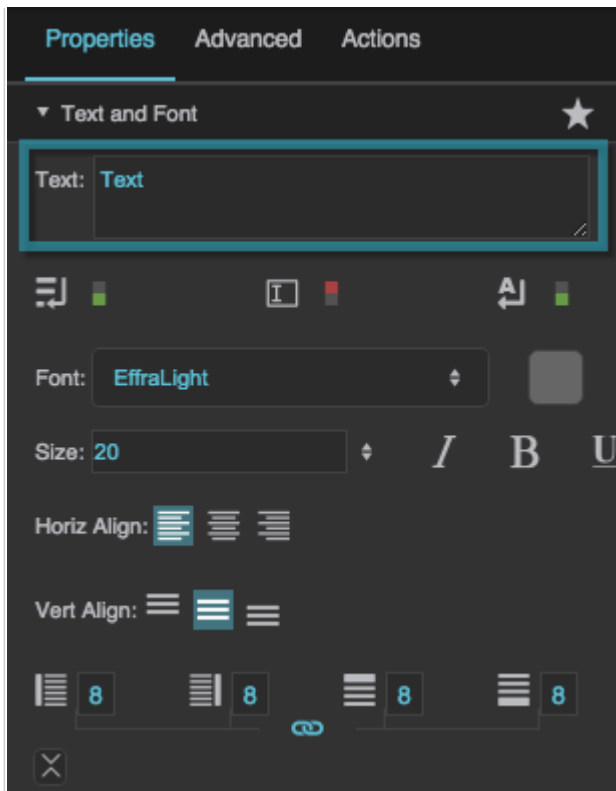 Properties Advanced Actions
Text and Font
Text: Text
Font: EffraLight
Size: 20 I B U
Horiz Align:
Vert Align:
8 8 8 8